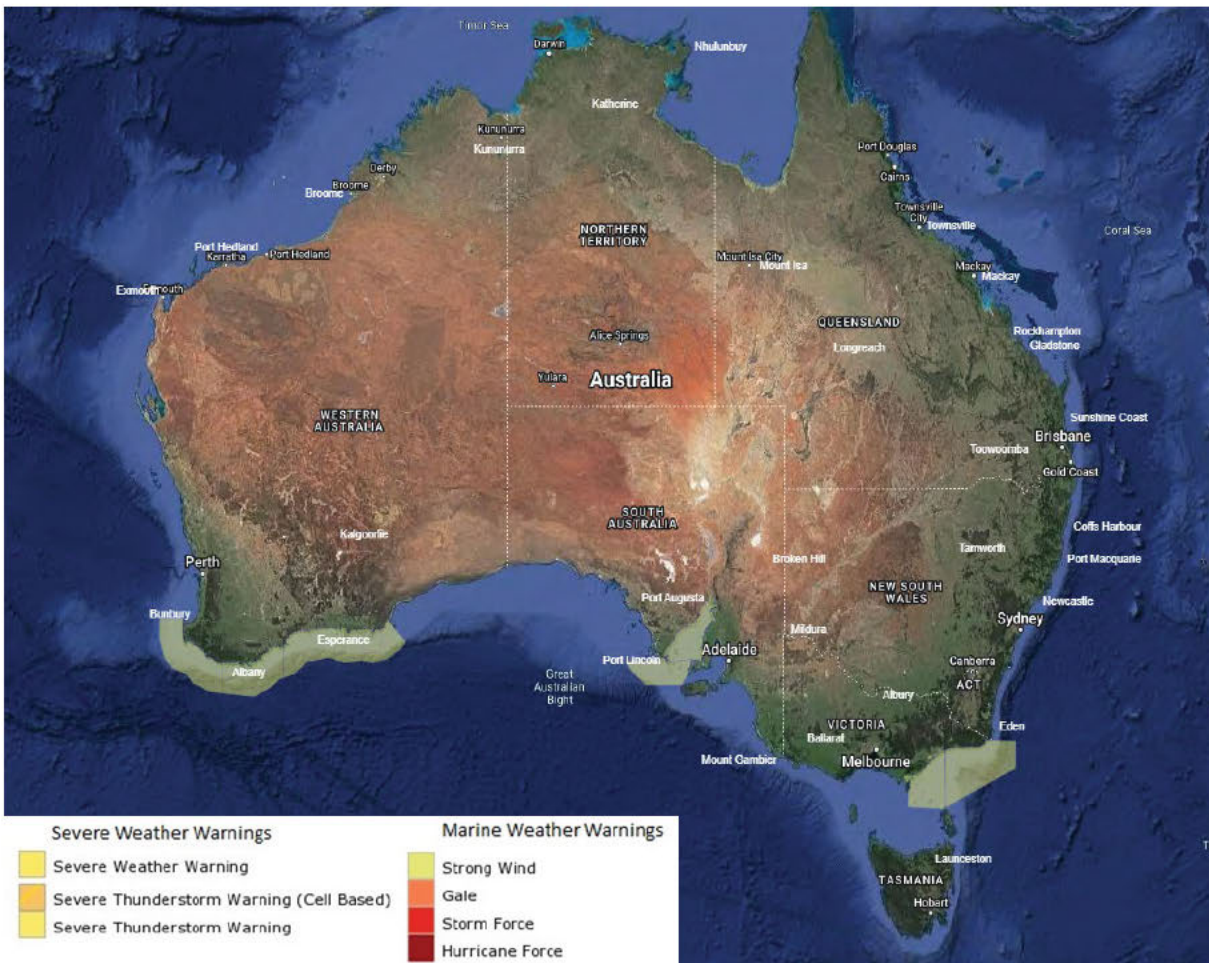 Timor Sea
Darwin
Nhulunbuy
Katherine
Kununurra
Kununurra
Port Douglas
Cairns
Derby
Broome
Broome
Townsville
City
Townsville
NORTHERN
TERRITORY
Coral Sea
Port Hedland
Karratha
Port Hedland
Mount Isa City
Mount Isa
Mackay
Mackay
Exmouth
QUEENSLAND
Rockhampton
Gladstone
Alice Springs
Longreach
Yulara
Australia
WESTERN
AUSTRALIA
Sunshine Coast
Brisbane
Toowoomba
Gold Coast
SOUTH
AUSTRALIA
Kalgoorlie
Coffs Harbour
Tamworth
Port Macquarie
Broken Hill
Perth
NEW SOUTH
WALES
Port Augusta
Newcastle
Bunbury
Sydney
Mildura
Esperance
Adelaide
Port Lincoln
Canberra
Albany
Great
Australian
Bight
ACT
Albury
VICTORIA
Eden
Ballarat
Mount Gambier
Melbourne
Launceston
TASMANIA
Hobart
Severe Weather Warnings
Severe Weather Warning
Severe Thunderstorm Warning (Cell Based)
Severe Thunderstorm Warning
Marine Weather Warnings
Strong Wind
Gale
Storm Force
Hurricane Force